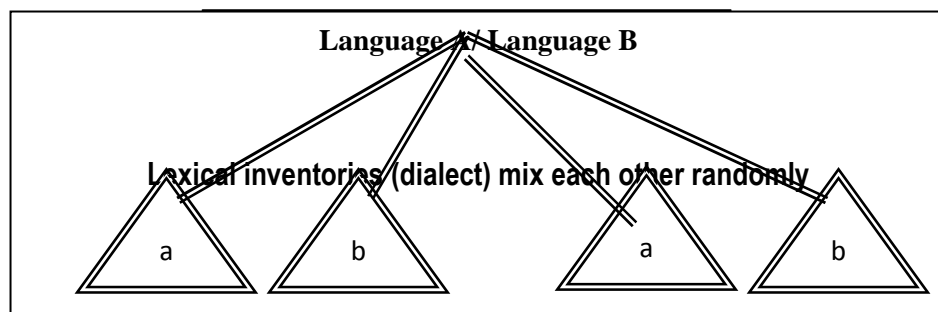 Language A/ Language B
Lexical inventories (dialect) mix each other randomly
a b a b